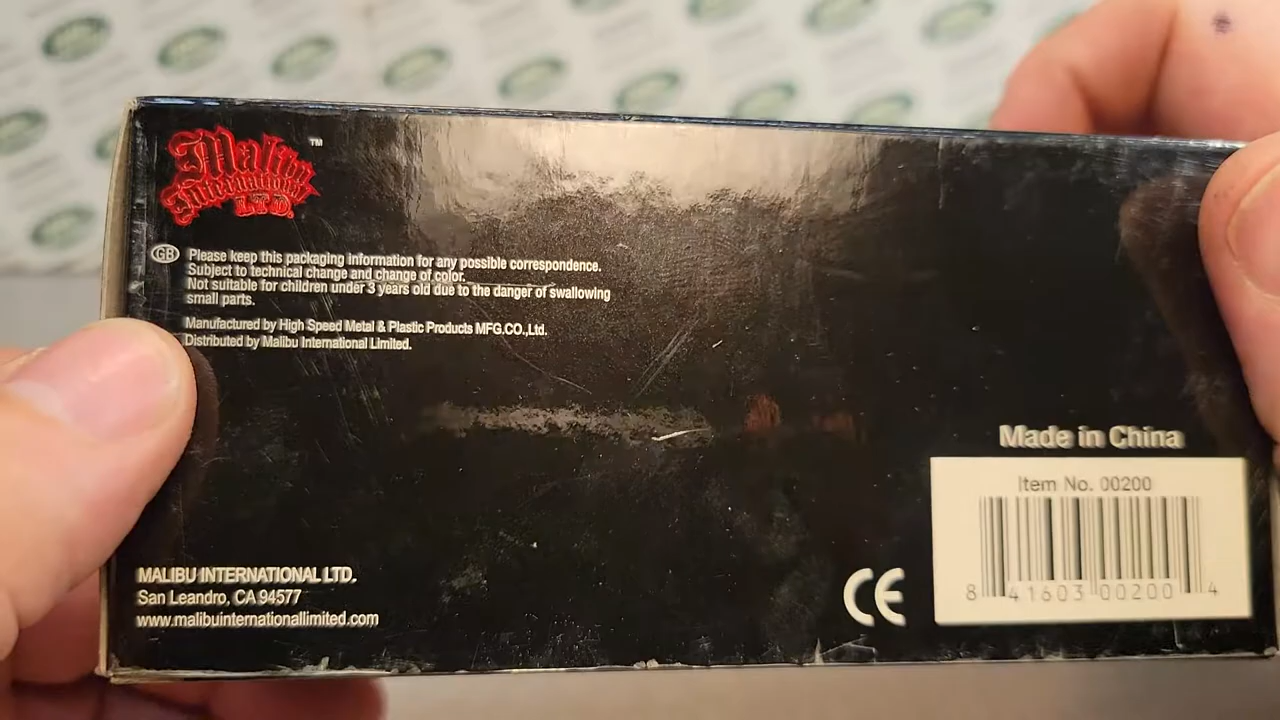 Malibu
International
LTD.
™
GB
Please keep this packaging information for any possible correspondence.
Subject to technical change and change of color.
Not suitable for children under 3 years old due to the danger of swallowing
small parts.
Manufactured by High Speed Metal & Plastic Products MFG.CO.,Ltd.
Distributed by Malibu International Limited.
Made in China
Item No. 00200
8 41603 00200 4
CE
MALIBU INTERNATIONAL LTD.
San Leandro, CA 94577
www.malibuinternationallimited.com